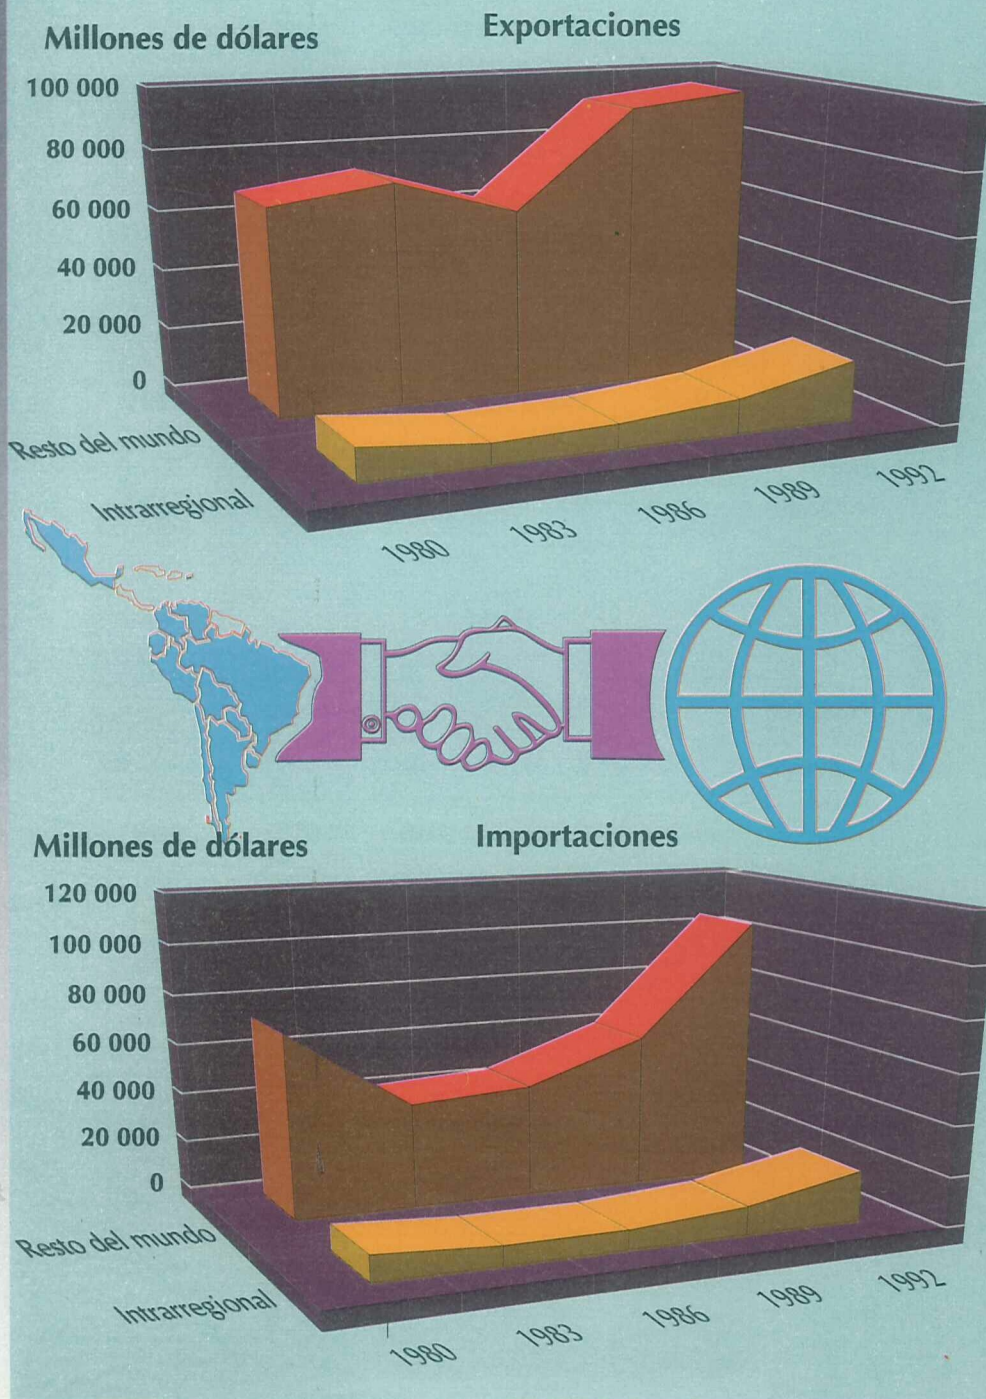 Millones de dólares
Exportaciones
100 000
80 000
60 000
40 000
20 000
0
Resto del mundo
Intrarregional
1980
1983
1986
1989
1992
Millones de dólares
Importaciones
120 000
100 000
80 000
60 000
40 000
20 000
0
Resto del mundo
Intrarregional
1980
1983
1986
1989
1992